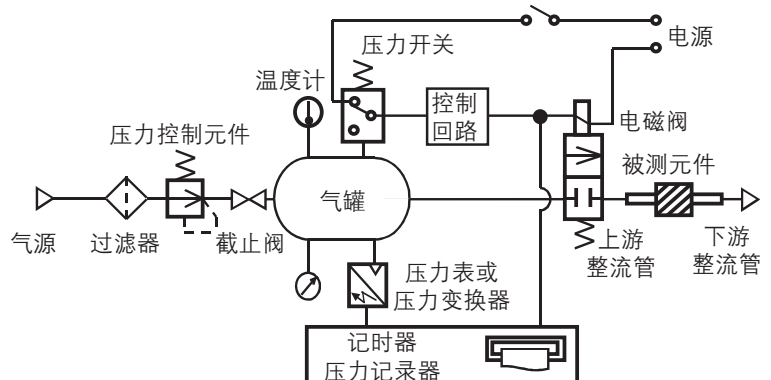 压力开关
电源
温度计
控制
回路
电磁阀
压力控制元件
被测元件
气罐
气源
过滤器
截止阀
上游
整流管
下游
整流管
压力表或
压力变换器
记时器
压力记录器